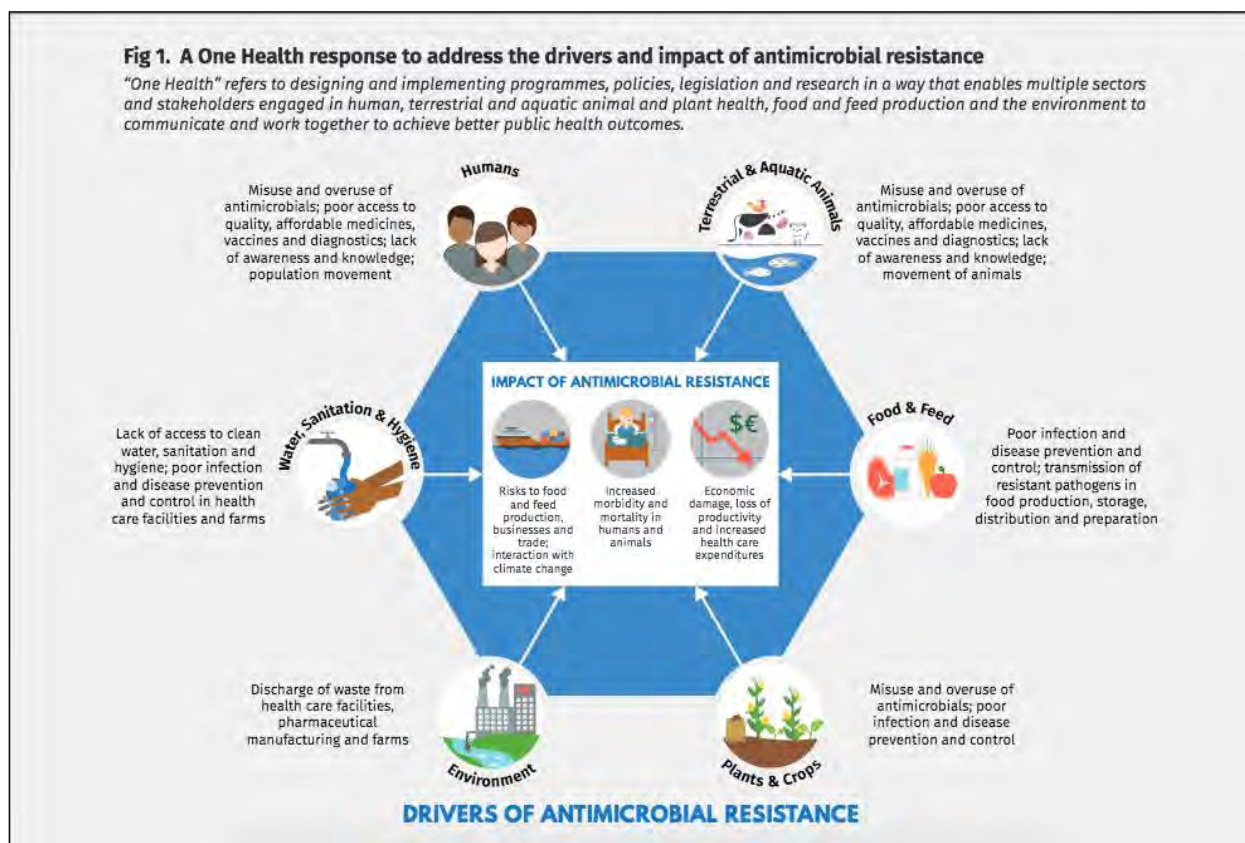 Fig 1. A One Health response to address the drivers and impact of antimicrobial resistance
"One Health" refers to designing and implementing programmes, policies, legislation and research in a way that enables multiple sectors
and stakeholders engaged in human, terrestrial and aquatic animal and plant health, food and feed production and the environment to
communicate and work together to achieve better public health outcomes.
Humans
Misuse and overuse of
antimicrobials; poor access to
quality, affordable medicines,
vaccines and diagnostics; lack
of awareness and knowledge;
population movement
Terrestrial & Aquatic Animals
Misuse and overuse of
antimicrobials; poor access to
quality, affordable medicines,
vaccines and diagnostics; lack
of awareness and knowledge;
movement of animals
Water, Sanitation & Hygiene
Lack of access to clean
water, sanitation and
hygiene; poor infection
and disease prevention
and control in health
care facilities and farms
IMPACT OF ANTIMICROBIAL RESISTANCE
$€
Risks to food
and feed
production,
businesses and
trade;
interaction with
climate change
Increased
morbidity and
mortality in
humans and
animals
Economic
damage, loss of
productivity
and increased
health care
expenditures
Food & Feed
Poor infection and
disease prevention and
control; transmission of
resistant pathogens in
food production, storage,
distribution and preparation
Discharge of waste from
health care facilities,
pharmaceutical
manufacturing and farms
Environment
Misuse and overuse of
antimicrobials; poor
infection and disease
prevention and control
Plants & Crops
DRIVERS OF ANTIMICROBIAL RESISTANCE